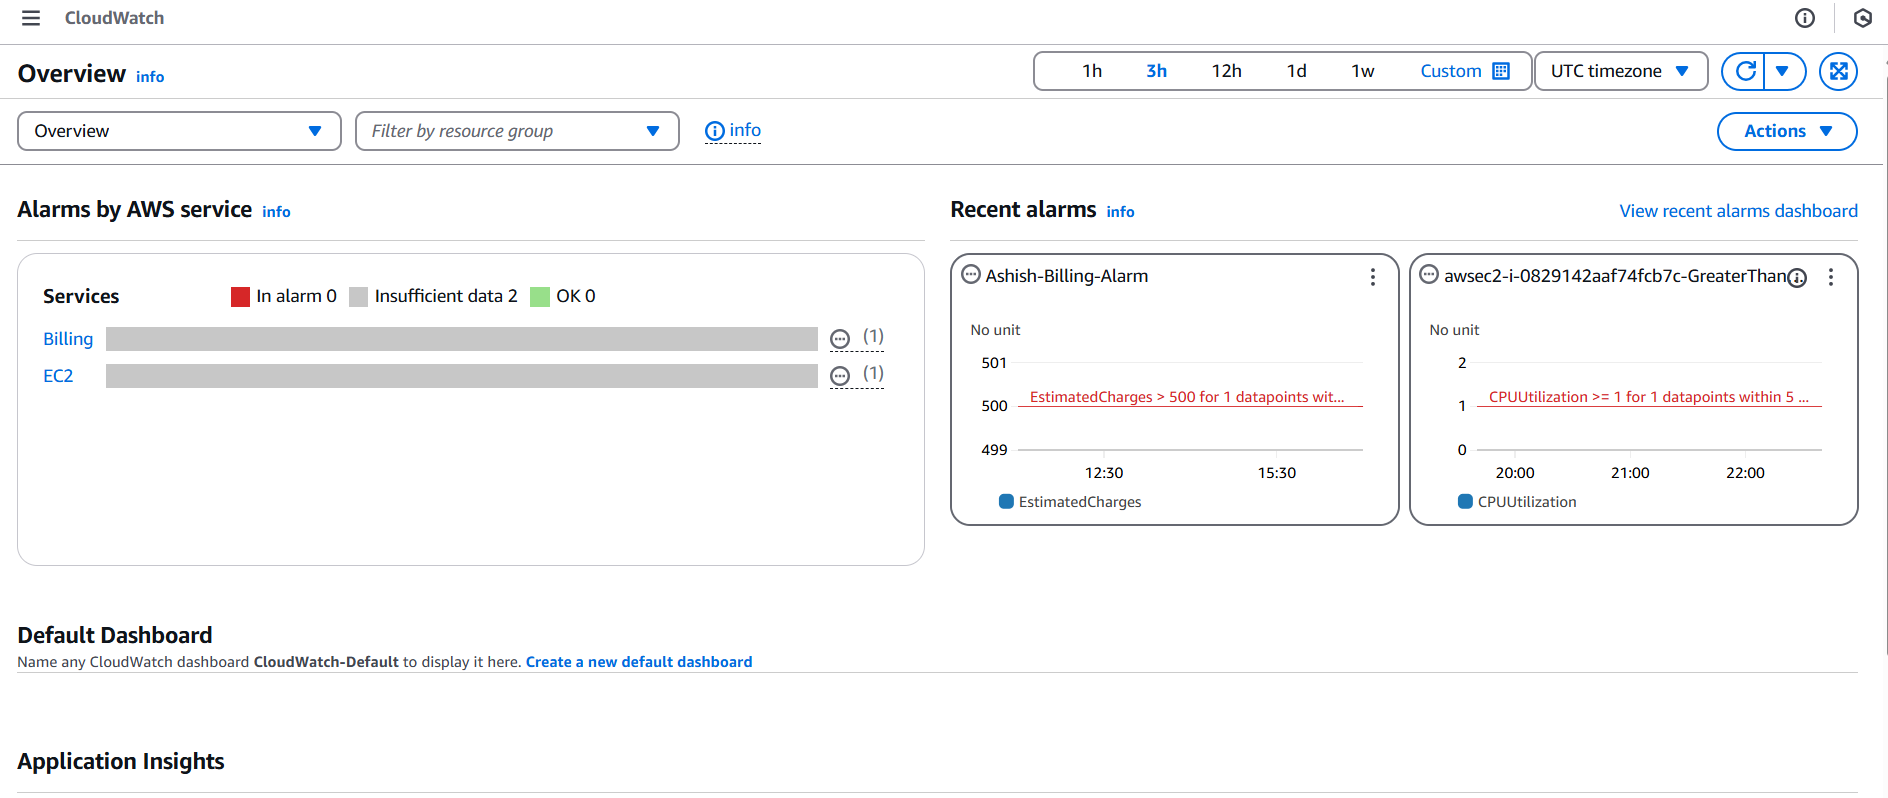 CloudWatch
Overview info
1h 3h 12h 1d 1w Custom UTC timezone
Overview Filter by resource group info Actions
Alarms by AWS service info
Services In alarm 0 Insufficient data 2 OK 0
Billing (1)
EC2 (1)
Recent alarms info View recent alarms dashboard
Ashish-Billing-Alarm
No unit
501
EstimatedCharges > 500 for 1 datapoints wit...
500
499
12:30 15:30
EstimatedCharges
awsec2-i-0829142aaf74fcb7c-GreaterThan
No unit
2
CPUUtilization >= 1 for 1 datapoints within 5 ...
1
0
20:00 21:00 22:00
CPUUtilization
Default Dashboard
Name any CloudWatch dashboard CloudWatch-Default to display it here. Create a new default dashboard
Application Insights